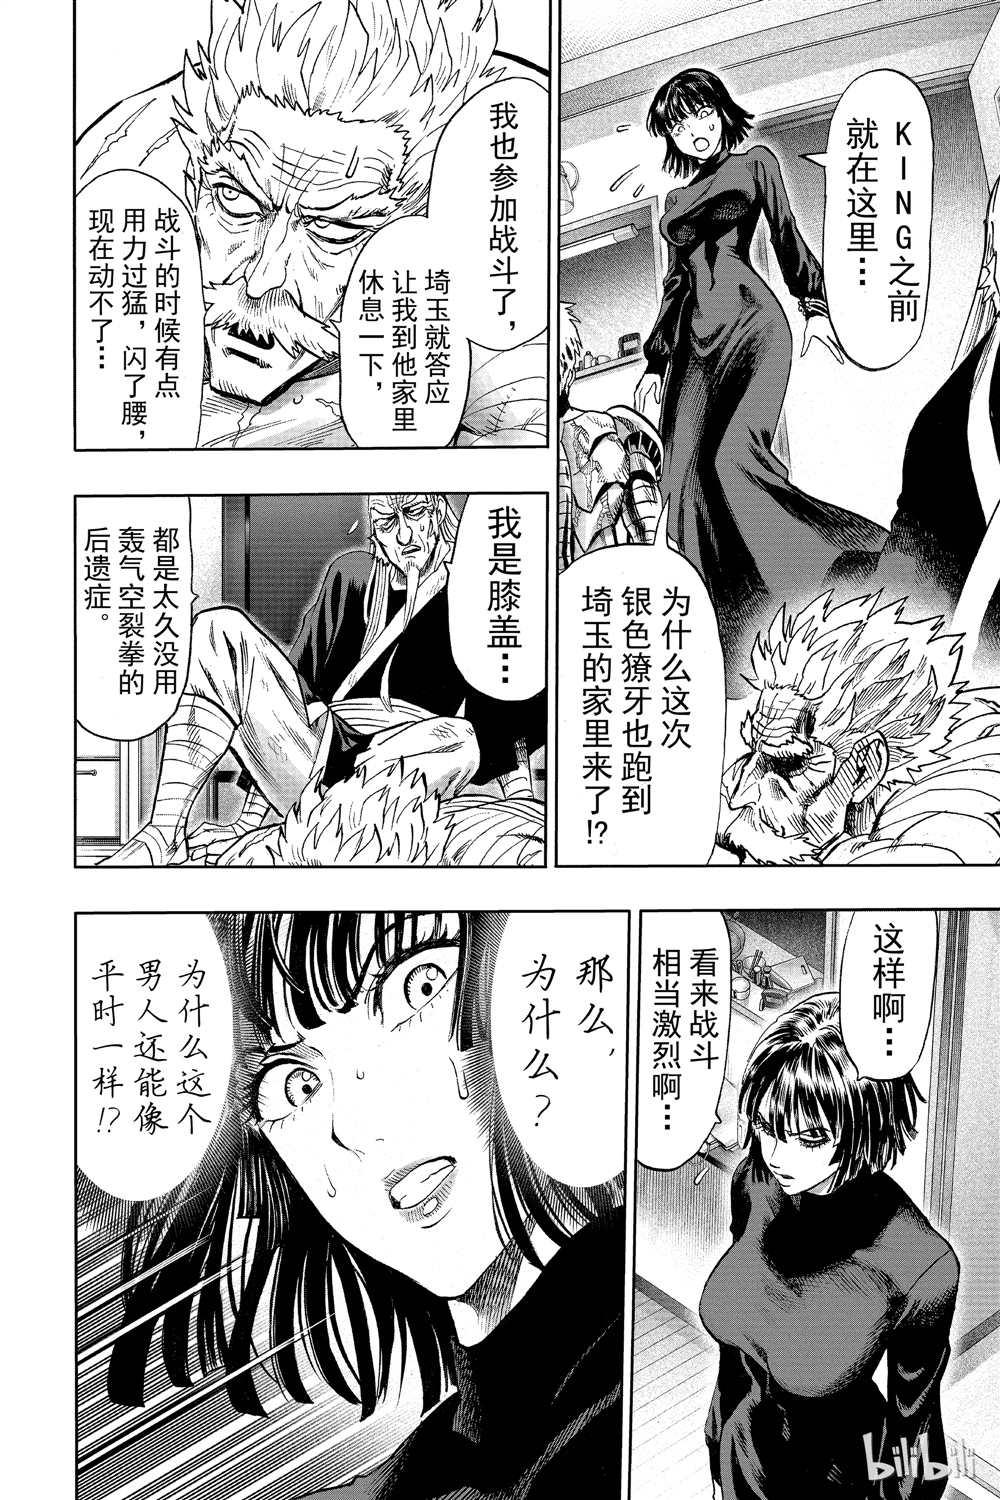 KING之前
就在这里…
为什么这次
银色獠牙也跑到
埼玉的家里来了!?
我也参加战斗了，
埼玉就答应
让我到他家里
休息一下，
战斗的时候有点
用力过猛，闪了腰，
现在动不了…
我是膝盖…
都是太久没用
轰气空裂拳的
后遗症。
这样啊…
看来战斗
相当激烈啊…
那么，
为什么？
为什么这个
男人还能像
平时一样!?
bilibili